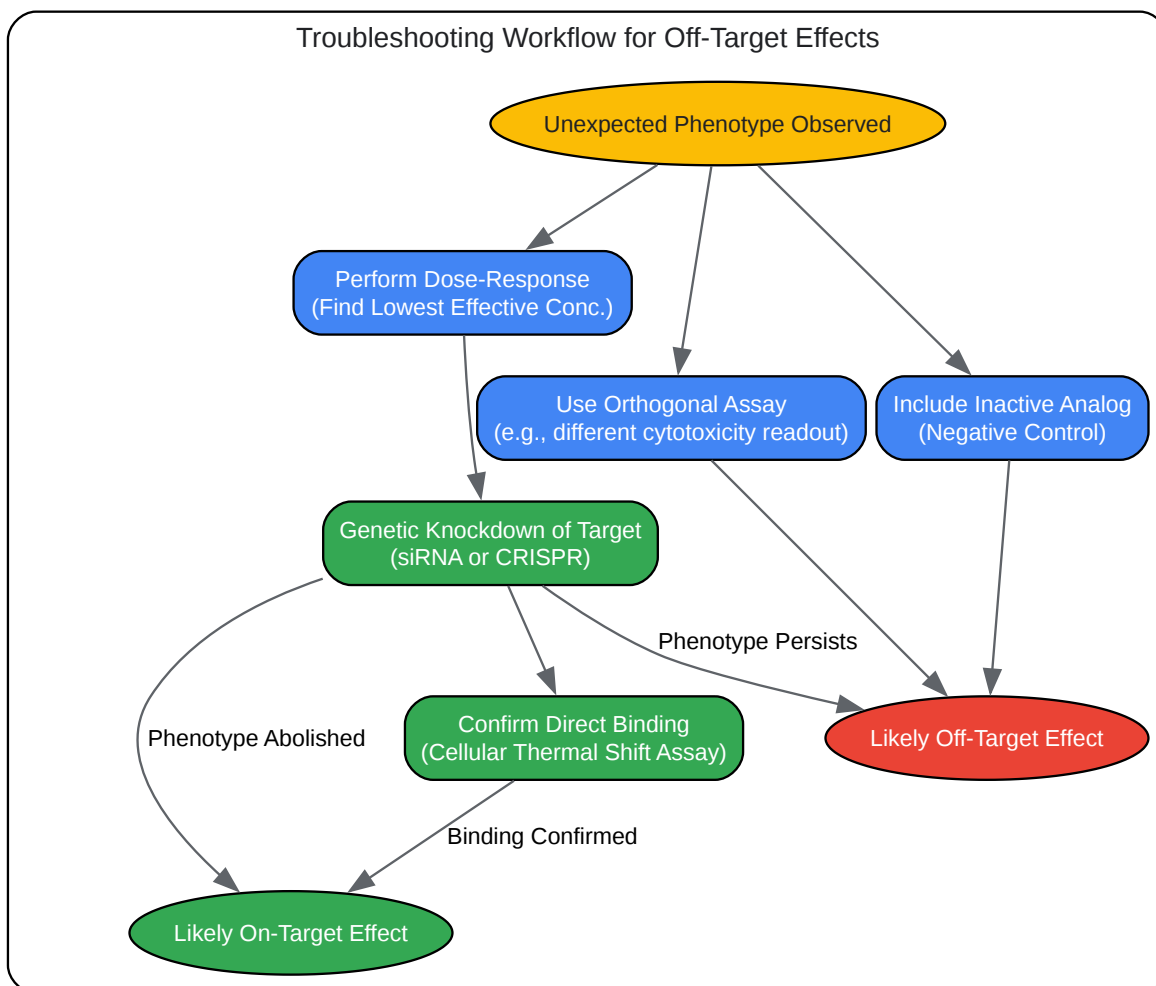 Troubleshooting Workflow for Off-Target Effects
Unexpected Phenotype Observed
Perform Dose-Response
(Find Lowest Effective Conc.)
Use Orthogonal Assay
(e.g., different cytotoxicity readout)
Include Inactive Analog
(Negative Control)
Genetic Knockdown of Target
(siRNA or CRISPR)
Phenotype Persists
Phenotype Abolished
Confirm Direct Binding
(Cellular Thermal Shift Assay)
Likely Off-Target Effect
Binding Confirmed
Likely On-Target Effect